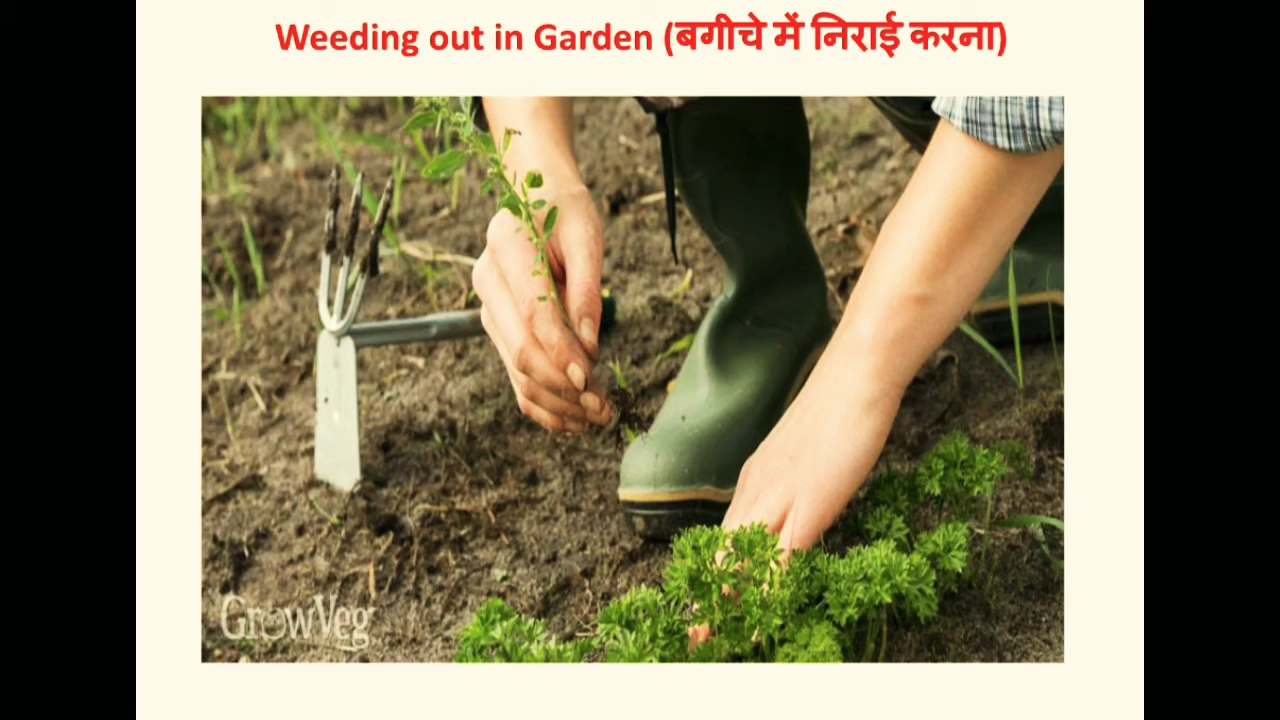 Weeding out in Garden (बगीचे में निराई करना)
GrowVeg